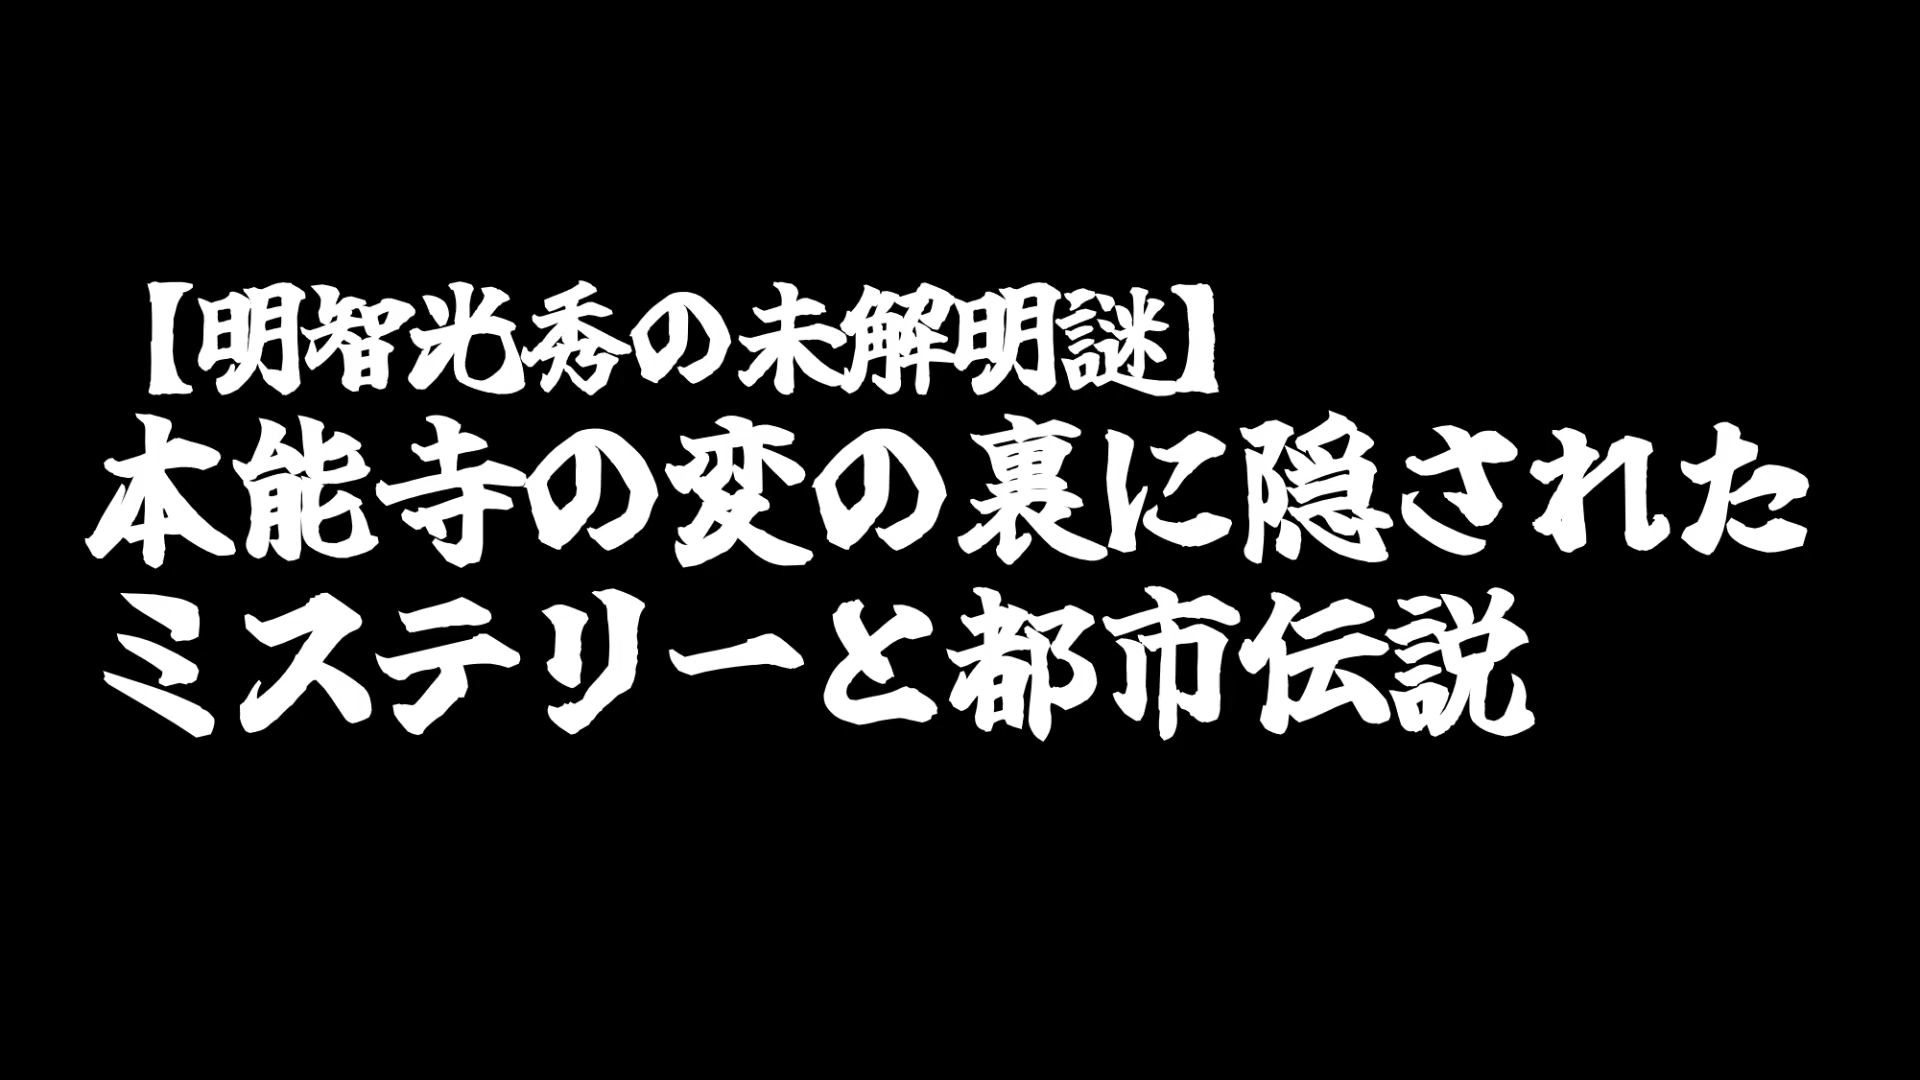 【明智光秀の未解明謎】
本能寺の変の裏に隠された
ミステリーと都市伝説